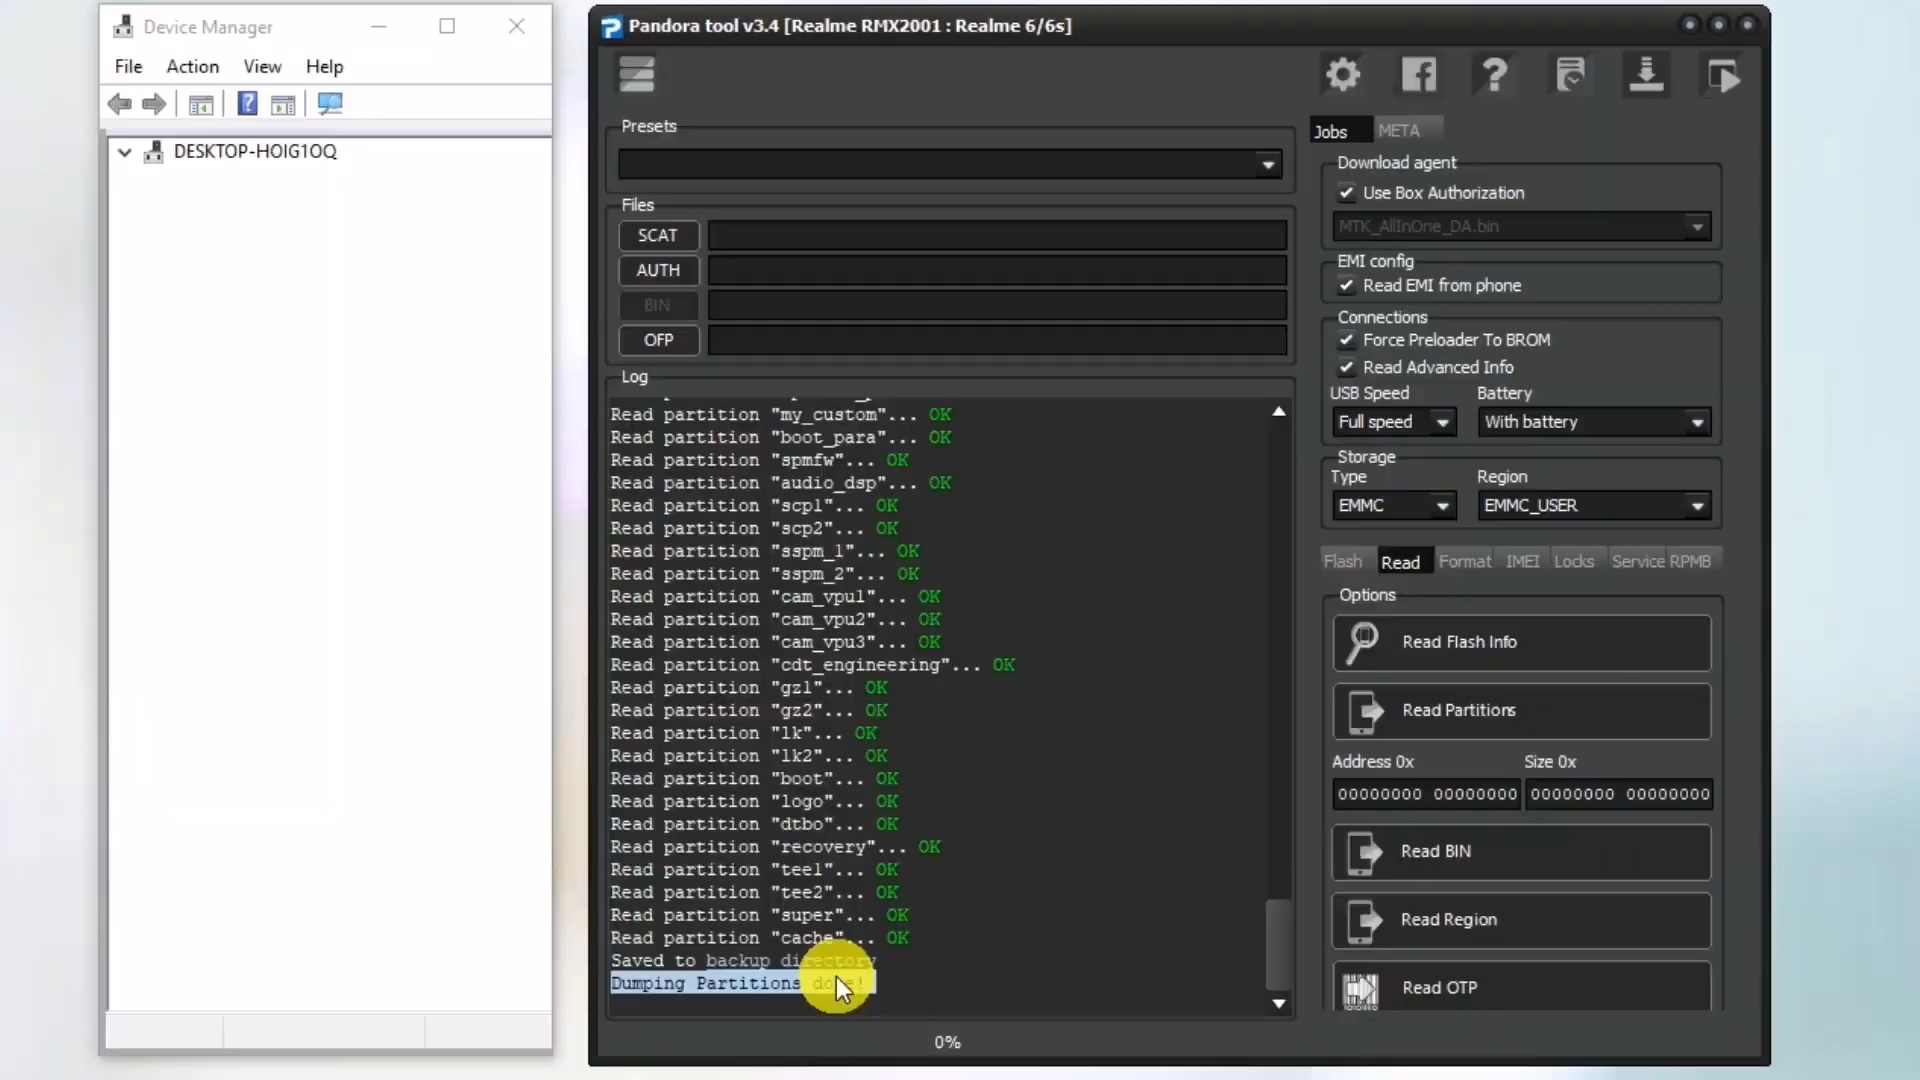 Device Manager
File Action View Help
DESKTOP-HOIG1OQ
Pandora tool v3.4 [Realme RMX2001 : Realme 6/6s]
Presets
Files
SCAT
AUTH
BIN
OFP
Log
Read partition "my_custom"... OK
Read partition "boot_para"... OK
Read partition "spmfw"... OK
Read partition "audio_dsp"... OK
Read partition "scp1"... OK
Read partition "scp2"... OK
Read partition "sspm_1"... OK
Read partition "sspm_2"... OK
Read partition "cam_vpu1"... OK
Read partition "cam_vpu2"... OK
Read partition "cam_vpu3"... OK
Read partition "cdt_engineering"... OK
Read partition "gz1"... OK
Read partition "gz2"... OK
Read partition "lk"... OK
Read partition "lk2"... OK
Read partition "boot"... OK
Read partition "logo"... OK
Read partition "dtbo"... OK
Read partition "recovery"... OK
Read partition "tee1"... OK
Read partition "tee2"... OK
Read partition "super"... OK
Read partition "cache"... OK
Saved to backup directory
Dumping Partitions done!
0%
Jobs META
Download agent
Use Box Authorization
MTK_AllInOne_DA.bin
EMI config
Read EMI from phone
Connections
Force Preloader To BROM
Read Advanced Info
USB Speed Battery
Full speed With battery
Storage
Type Region
EMMC EMMC_USER
Flash Read Format IMEI Locks Service RPMB
Options
Read Flash Info
Read Partitions
Address 0x Size 0x
00000000 00000000 00000000 00000000
Read BIN
Read Region
Read OTP